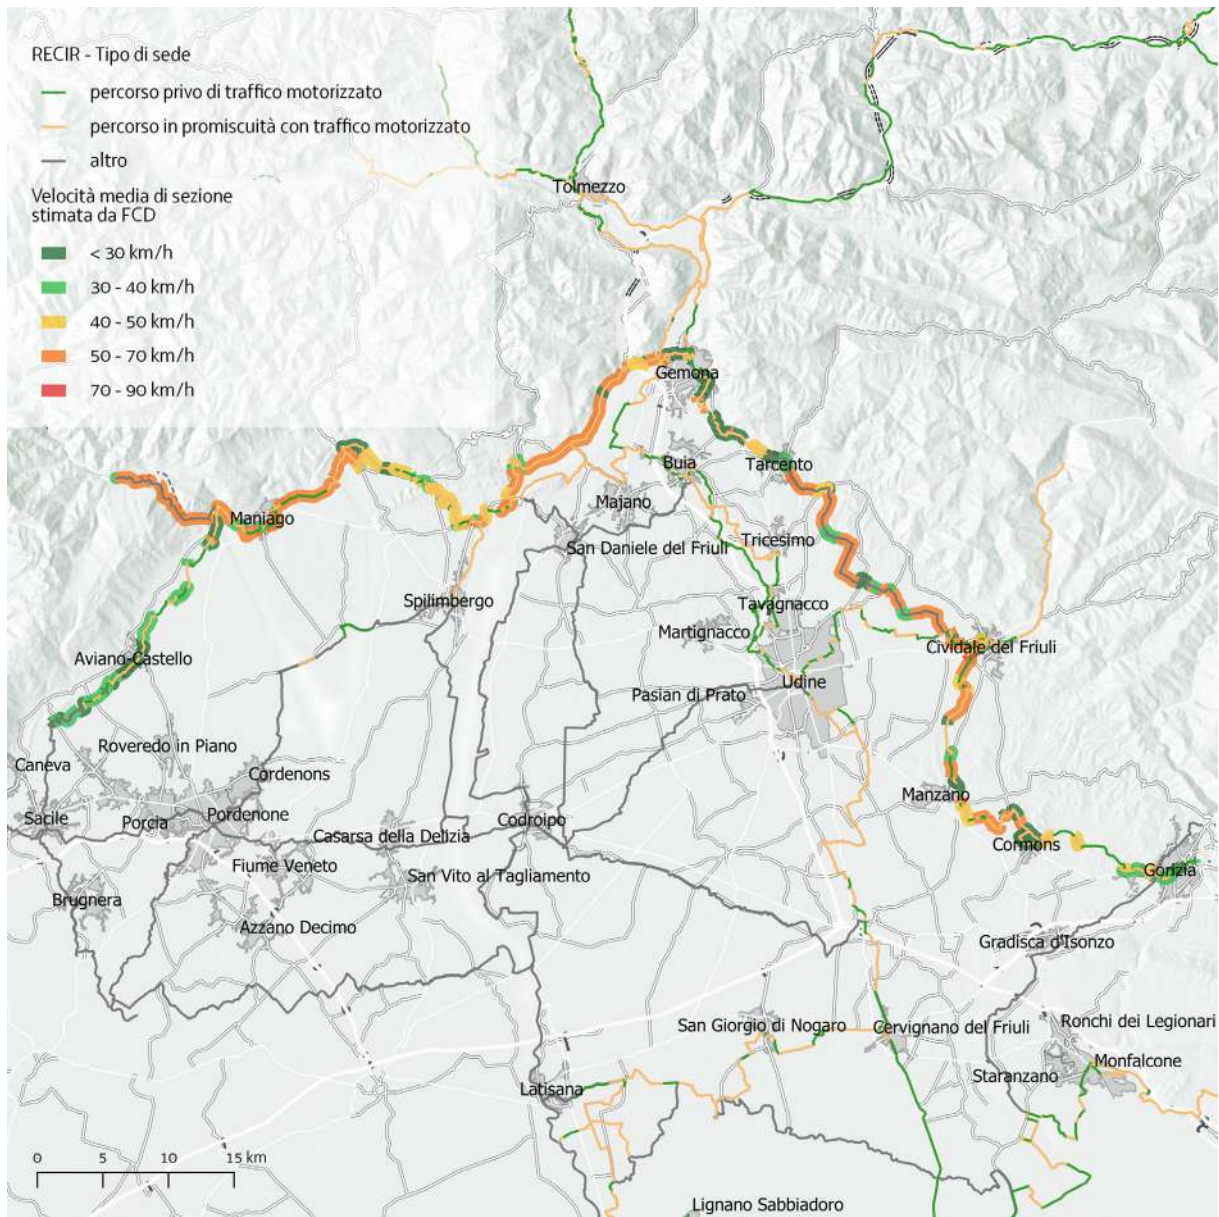 RECIR - Tipo di sede
percorso privo di traffico motorizzato
percorso in promiscuità con traffico motorizzato
altro
Velocità media di sezione
stimata da FCD
< 30 km/h
30 - 40 km/h
40 - 50 km/h
50 - 70 km/h
70 - 90 km/h
Tolmezzo
Gemona
Buia
Tarcento
Majano
Maniago
San Daniele del Friuli
Tricesimo
Spilimbergo
Tavagnacco
Martignacco
Cividale del Friuli
Aviano-Castello
Udine
Pasian di Prato
Roveredo in Piano
Caneva
Cordenons
Manzano
Sacile
Porcia
Pordenone
Casarsa della Delizia
Codroipo
Cormons
Fiume Veneto
San Vito al Tagliamento
Gorizia
Brugnera
Azzano Decimo
Gradisca d'Isonzo
San Giorgio di Nogaro
Cervignano del Friuli
Ronchi dei Legionari
Monfalcone
Staranzano
Latisana
0 5 10 15 km
Lignano Sabbiadoro